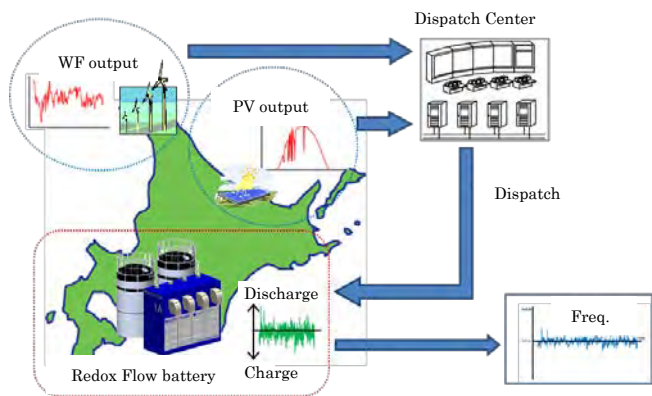 Dispatch Center
WF output
PV output
Dispatch
Discharge
Freq.
Redox Flow battery
Charge